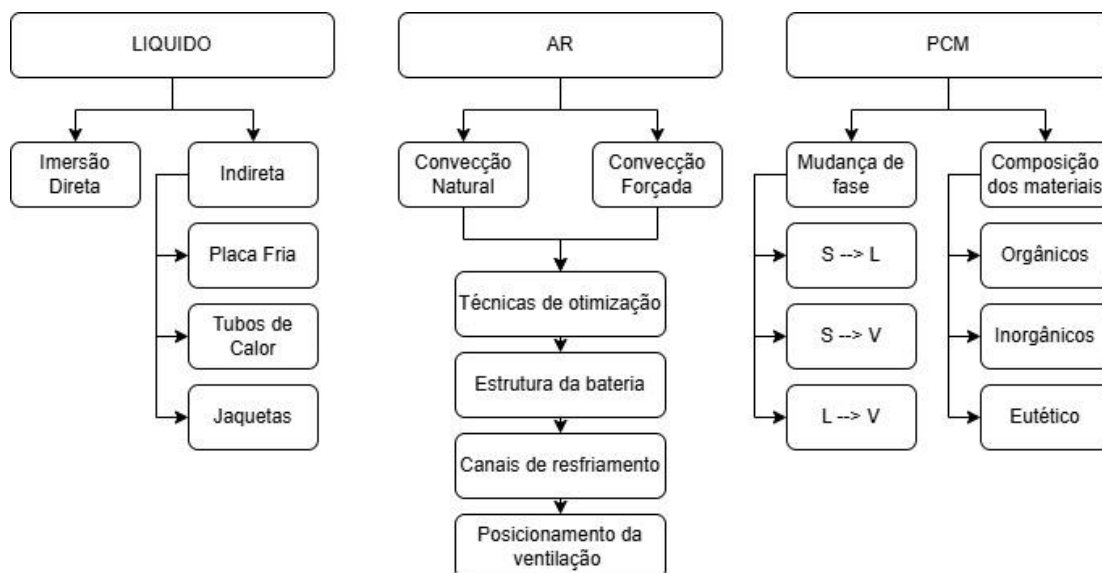 LIQUIDO
Imersão
Direta
Indireta
Placa Fria
Tubos de
Calor
Jaquetas
AR
Convecção
Natural
Convecção
Forçada
Técnicas de otimização
Estrutura da bateria
Canais de resfriamento
Posicionamento da
ventilação
PCM
Mudança de
fase
S --> L
S --> V
L --> V
Composição
dos materiais
Orgânicos
Inorgânicos
Eutético